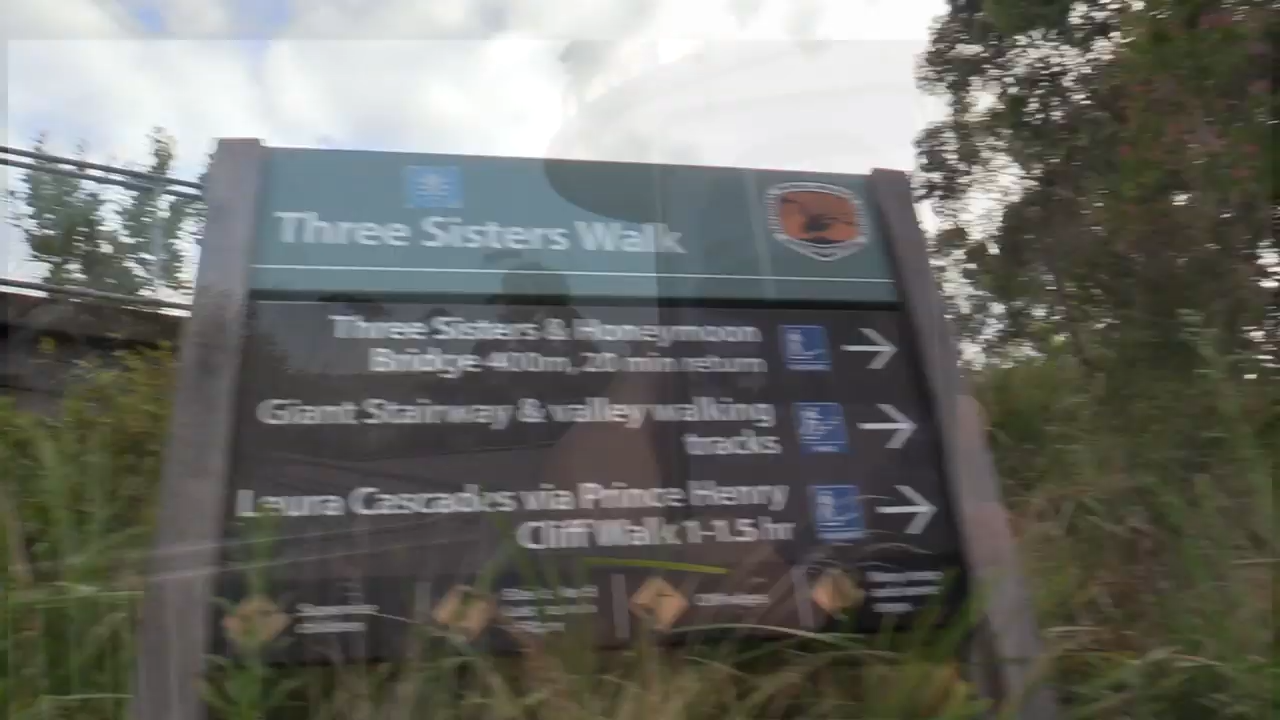 Three Sisters Walk
Three Sisters & Honeymoon
Bridge 400m, 20 min return
Giant Stairway & valley walking
tracks
Leura Cascades via Prince Henry
Cliff Walk 1-1.5 hr